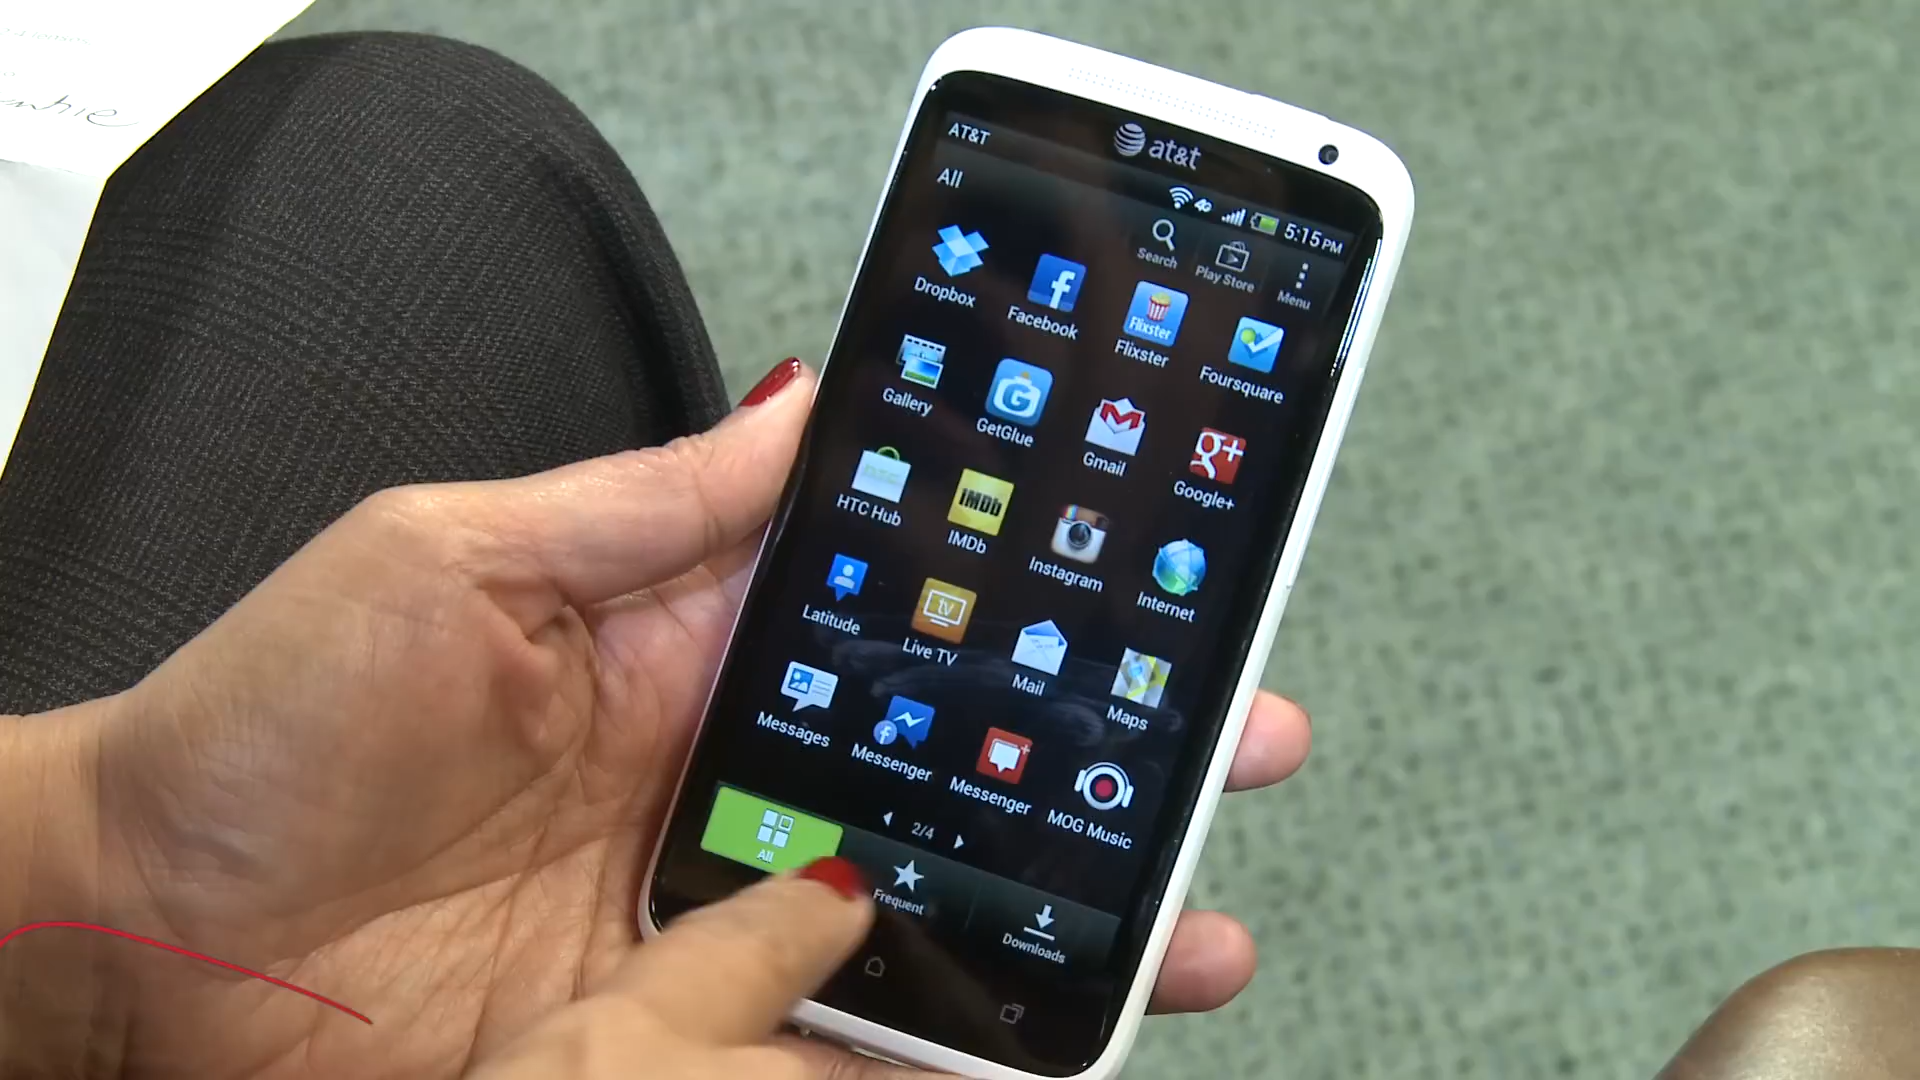 AT&T
at&t
All
4G
5:15 PM
Search
Play Store
Menu
Dropbox
Facebook
Flixster
Flixster
Foursquare
Gallery
G
GetGlue
Gmail
g+
Google+
HTC Hub
IMDb
IMDb
Instagram
Internet
Latitude
tv
Live TV
Mail
Maps
Messages
Messenger
Messenger
MOG Music
2/4
All
Frequent
Downloads